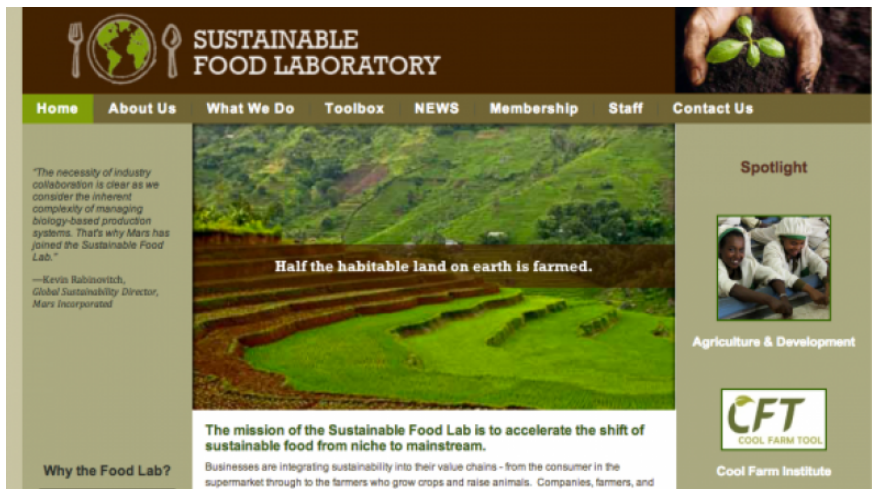 SUSTAINABLE
FOOD LABORATORY
Home About Us What We Do Toolbox NEWS Membership Staff Contact Us
"The necessity of industry
collaboration is clear as we
consider the inherent
complexity of managing
biology-based production
systems. That's why Mars has
joined the Sustainable Food
Lab."
—Kevin Rabinovitch,
Global Sustainability Director,
Mars Incorporated
Why the Food Lab?
Half the habitable land on earth is farmed.
The mission of the Sustainable Food Lab is to accelerate the shift of
sustainable food from niche to mainstream.
Businesses are integrating sustainability into their value chains - from the consumer in the
supermarket through to the farmers who grow crops and raise animals. Companies, farmers, and
Spotlight
Agriculture & Development
CFT
COOL FARM TOOL
Cool Farm Institute